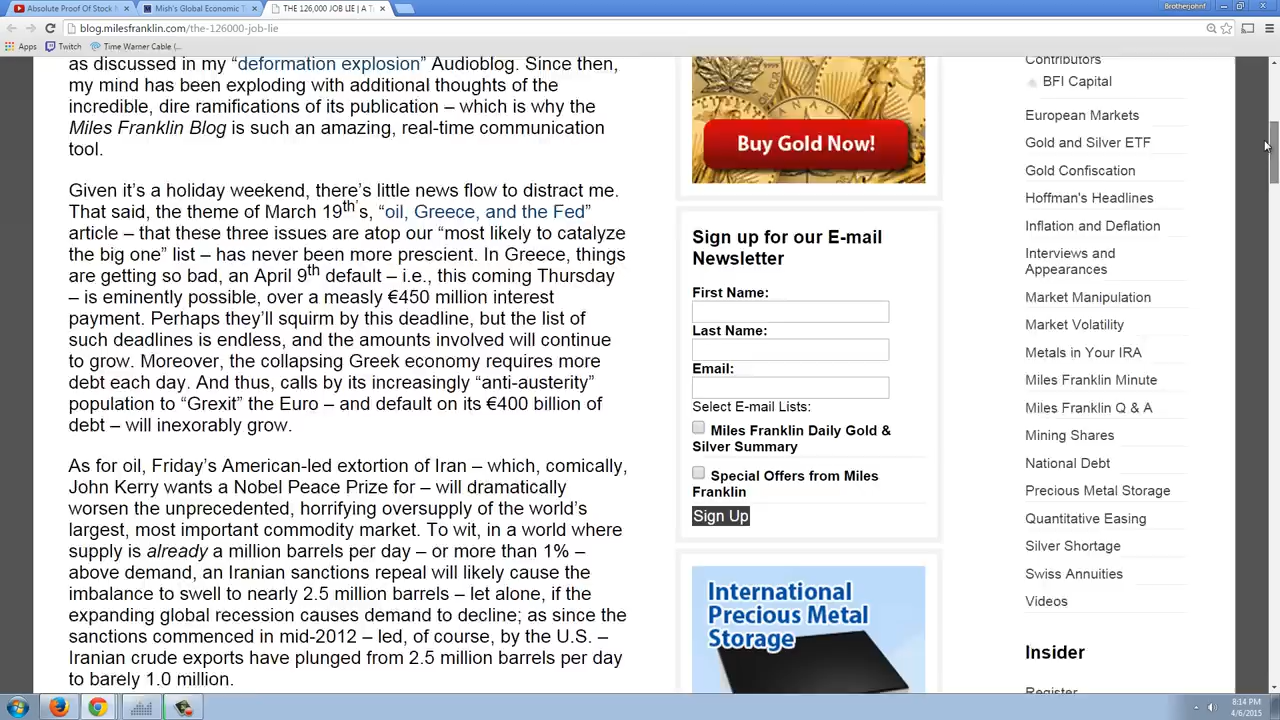 Absolute Proof Of Stock
Mish's Global Economic T
THE 126,000 JOB LIE | A T
Brotherjohnf
blog.milesfranklin.com/the-126000-job-lie
Apps
Twitch
Time Warner Cable (...
as discussed in my “deformation explosion” Audioblog. Since then,
my mind has been exploding with additional thoughts of the
incredible, dire ramifications of its publication – which is why the
Miles Franklin Blog is such an amazing, real-time communication
tool.
Given it’s a holiday weekend, there’s little news flow to distract me.
That said, the theme of March 19th’s, “oil, Greece, and the Fed”
article – that these three issues are atop our “most likely to catalyze
the big one” list – has never been more prescient. In Greece, things
are getting so bad, an April 9th default – i.e., this coming Thursday
– is eminently possible, over a measly €450 million interest
payment. Perhaps they’ll squirm by this deadline, but the list of
such deadlines is endless, and the amounts involved will continue
to grow. Moreover, the collapsing Greek economy requires more
debt each day. And thus, calls by its increasingly “anti-austerity”
population to “Grexit” the Euro – and default on its €400 billion of
debt – will inexorably grow.
As for oil, Friday’s American-led extortion of Iran – which, comically,
John Kerry wants a Nobel Peace Prize for – will dramatically
worsen the unprecedented, horrifying oversupply of the world’s
largest, most important commodity market. To wit, in a world where
supply is already a million barrels per day – or more than 1% –
above demand, an Iranian sanctions repeal will likely cause the
imbalance to swell to nearly 2.5 million barrels – let alone, if the
expanding global recession causes demand to decline; as since the
sanctions commenced in mid-2012 – led, of course, by the U.S. –
Iranian crude exports have plunged from 2.5 million barrels per day
to barely 1.0 million.
Buy Gold Now!
Sign up for our E-mail
Newsletter
First Name:
Last Name:
Email:
Select E-mail Lists:
Miles Franklin Daily Gold &
Silver Summary
Special Offers from Miles
Franklin
Sign Up
International
Precious Metal
Storage
Contributors
BFI Capital
European Markets
Gold and Silver ETF
Gold Confiscation
Hoffman's Headlines
Inflation and Deflation
Interviews and
Appearances
Market Manipulation
Market Volatility
Metals in Your IRA
Miles Franklin Minute
Miles Franklin Q & A
Mining Shares
National Debt
Precious Metal Storage
Quantitative Easing
Silver Shortage
Swiss Annuities
Videos
Insider
Register
8:14 PM
4/6/2015